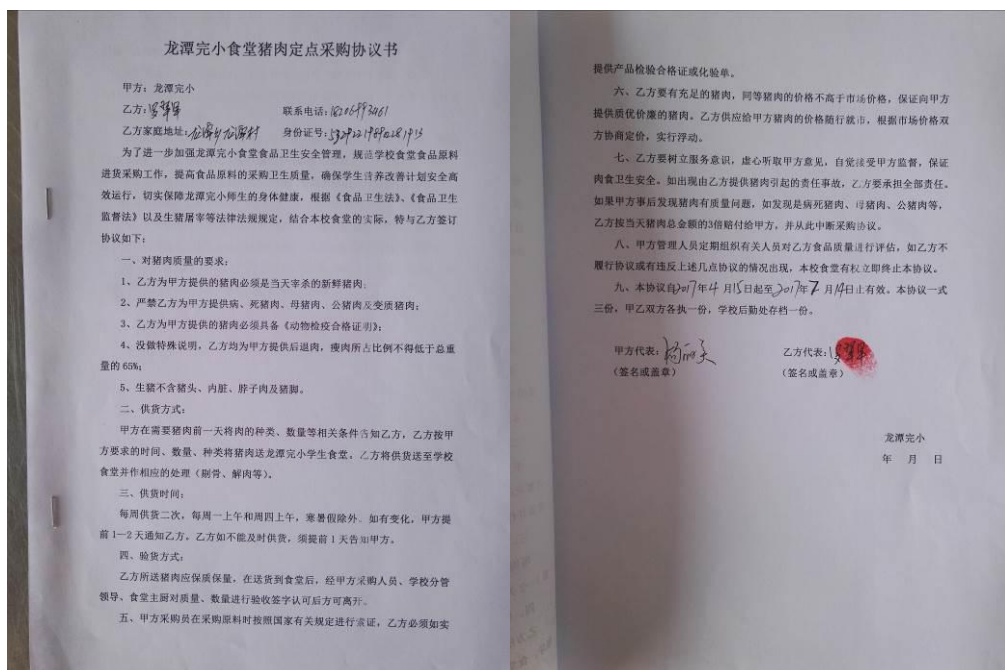 龙潭完小食堂猪肉定点采购协议书
甲方：龙潭完小
乙方：
联系电话：
乙方家庭地址：
身份证号：
为了进一步加强龙潭完小食堂食品卫生安全管理，规范学校食堂食品原料
进货采购工作，提高食品原料的采购卫生质量，确保学生营养改善计划安全高
效运行，切实保障龙潭完小师生的身体健康，根据《食品卫生法》、《食品卫生
监督法》以及生猪屠宰等法律法规规定，结合本校食堂的实际，特与乙方签订
协议如下：
一、对猪肉质量的要求：
1、乙方为甲方提供的猪肉必须是当天宰杀的新鲜猪肉；
2、严禁乙方为甲方提供病、死猪肉、母猪肉、公猪肉及变质猪肉；
3、乙方为甲方提供的猪肉必须具备《动物检疫合格证明》；
4、没做特殊说明，乙方均为甲方提供后退肉，瘦肉所占比例不得低于总重
量的 65%；
5、生猪不含猪头、内脏、脖子肉及猪脚。
二、供货方式：
甲方在需要猪肉前一天将肉的种类、数量等相关条件告知乙方，乙方按甲
方要求的时间、数量、种类将猪肉送龙潭完小学生食堂。乙方将供货送至学校
食堂并作相应的处理（剔骨、解肉等）。
三、供货时间：
每周供货二次，每周一上午和周四上午，寒暑假除外。如有变化，甲方提
前 1—2 天通知乙方。乙方如不能及时供货，须提前 1 天告知甲方。
四、验货方式：
乙方所送猪肉应保质保量，在送货到食堂后，经甲方采购人员、学校分管
领导、食堂主厨对质量、数量进行验收签字认可后方可离开。
五、甲方采购员在采购原料时按照国家有关规定进行索证，乙方必须如实
提供产品检验合格证或化验单。
六、乙方要有充足的猪肉，同等猪肉的价格不高于市场价格，保证向甲方
提供质优价廉的猪肉。乙方供应给甲方猪肉的价格随行就市，根据市场价格双
方协商定价，实行浮动。
七、乙方要树立服务意识，虚心听取甲方意见，自觉接受甲方监督，保证
肉食卫生安全。如出现由乙方提供猪肉引起的责任事故，乙方要承担全部责任。
如果甲方事后发现猪肉有质量问题，如发现是病死猪肉、母猪肉、公猪肉等，
乙方按当天猪肉总金额的3倍赔付给甲方，并从此中断采购协议。
八、甲方管理人员定期组织有关人员对乙方食品质量进行评估，如乙方不
履行协议或有违反上述几点协议的情况出现，本校食堂有权立即终止本协议。
九、本协议自2017年4月15日起至2017年7月14日止有效。本协议一式
三份，甲乙双方各执一份，学校后勤处存档一份。
甲方代表：
乙方代表：
（签名或盖章）
（签名或盖章）
龙潭完小
年 月 日